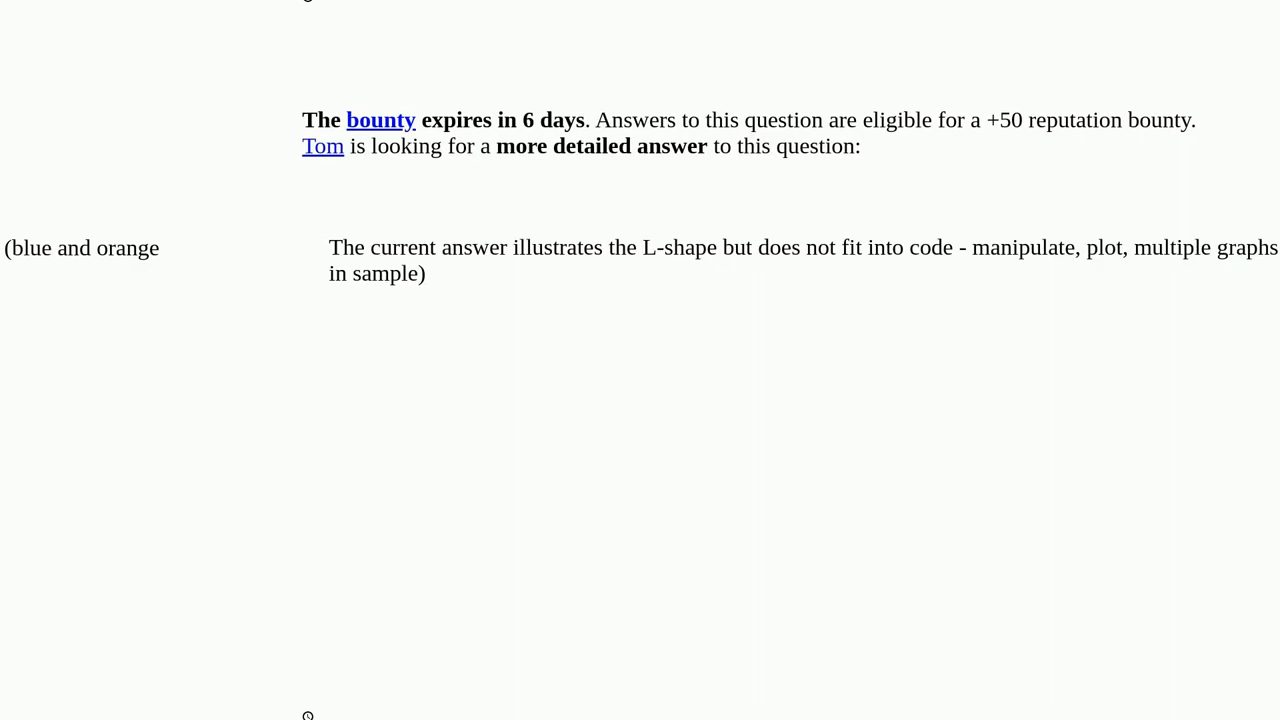 The bounty expires in 6 days. Answers to this question are eligible for a +50 reputation bounty.
Tom is looking for a more detailed answer to this question:
(blue and orange
The current answer illustrates the L-shape but does not fit into code - manipulate, plot, multiple graphs
in sample)